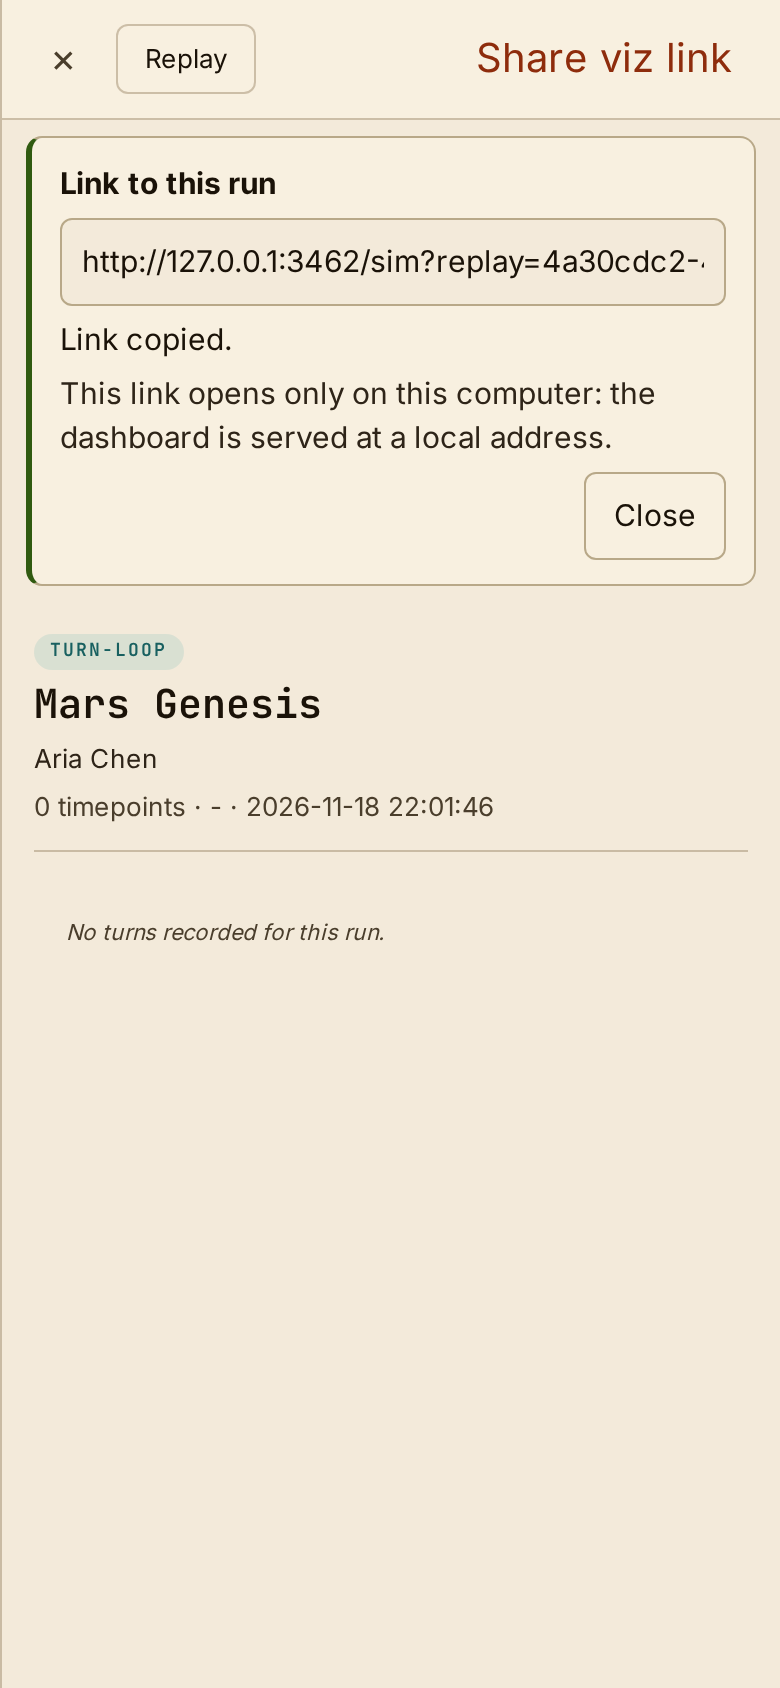 × Replay Share viz link
Link to this run
http://127.0.0.1:3462/sim?replay=4a30cdc2-
Link copied.
This link opens only on this computer: the
dashboard is served at a local address.
Close
TURN-LOOP
Mars Genesis
Aria Chen
0 timepoints · - · 2026-11-18 22:01:46
No turns recorded for this run.